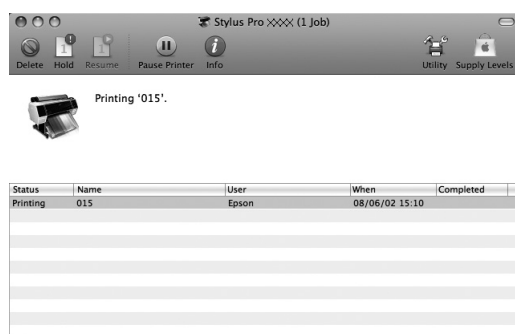 Stylus Pro XXXX (1 Job)
Delete Hold Resume Pause Printer Info Utility Supply Levels
Printing ‘015’.
Status Name User When Completed
Printing 015 Epson 08/06/02 15:10